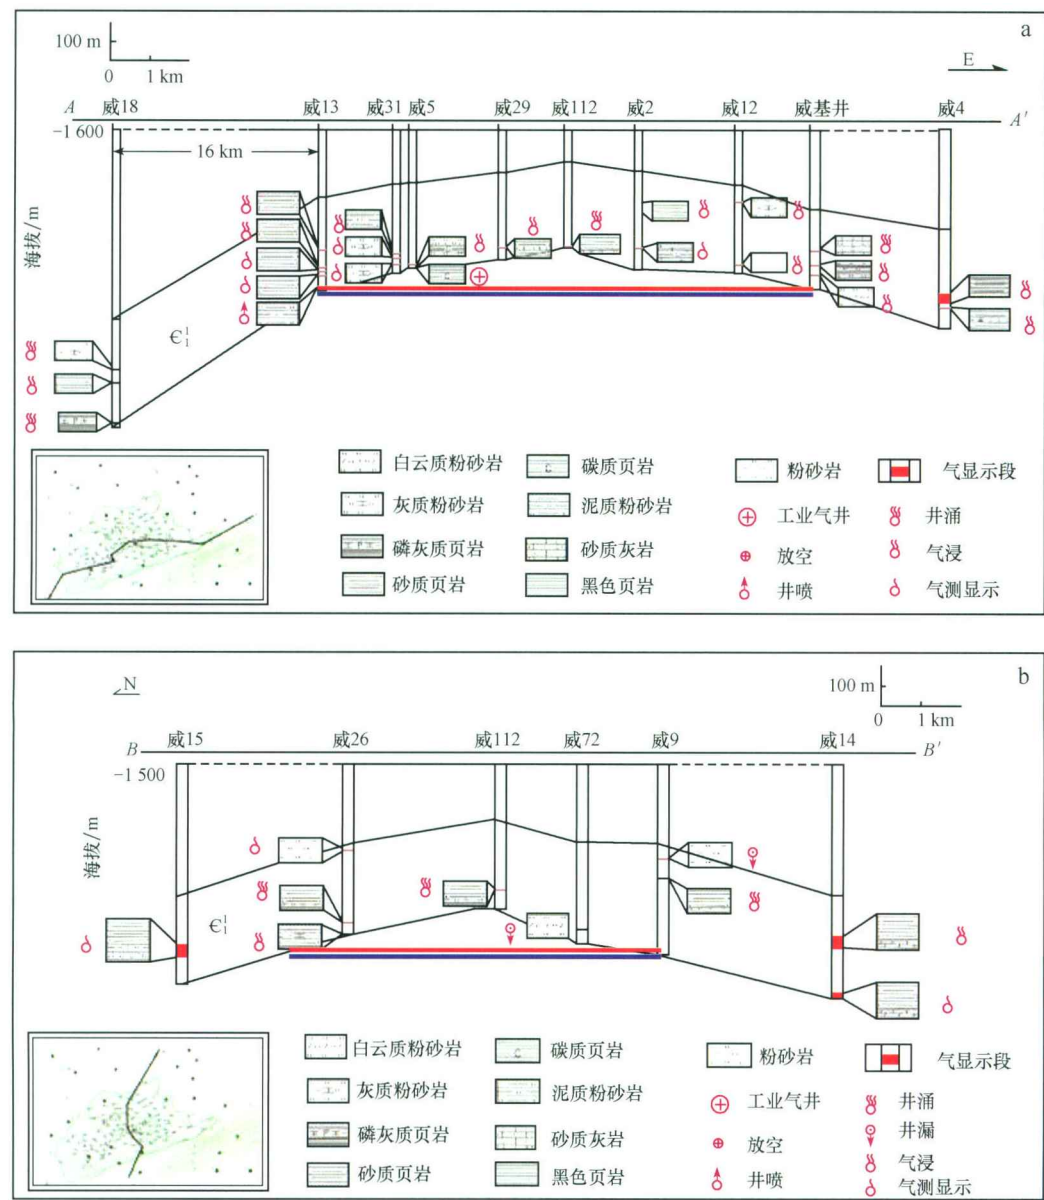 a
100 m
0 1 km
E
A 威18 威13 威31 威5 威29 威112 威2 威12 威基井 威4 A′
−1 600
16 km
海拔/m
Є₁¹
白云质粉砂岩 碳质页岩 粉砂岩 气显示段
灰质粉砂岩 泥质粉砂岩 工业气井 井涌
磷灰质页岩 砂质灰岩 放空 气浸
砂质页岩 黑色页岩 井喷 气测显示
b
N
100 m
0 1 km
B 威15 威26 威112 威72 威9 威14 B′
−1 500
海拔/m
Є₁¹
白云质粉砂岩 碳质页岩 粉砂岩 气显示段
灰质粉砂岩 泥质粉砂岩 工业气井 井涌
井漏
磷灰质页岩 砂质灰岩 放空 气浸
砂质页岩 黑色页岩 井喷 气测显示